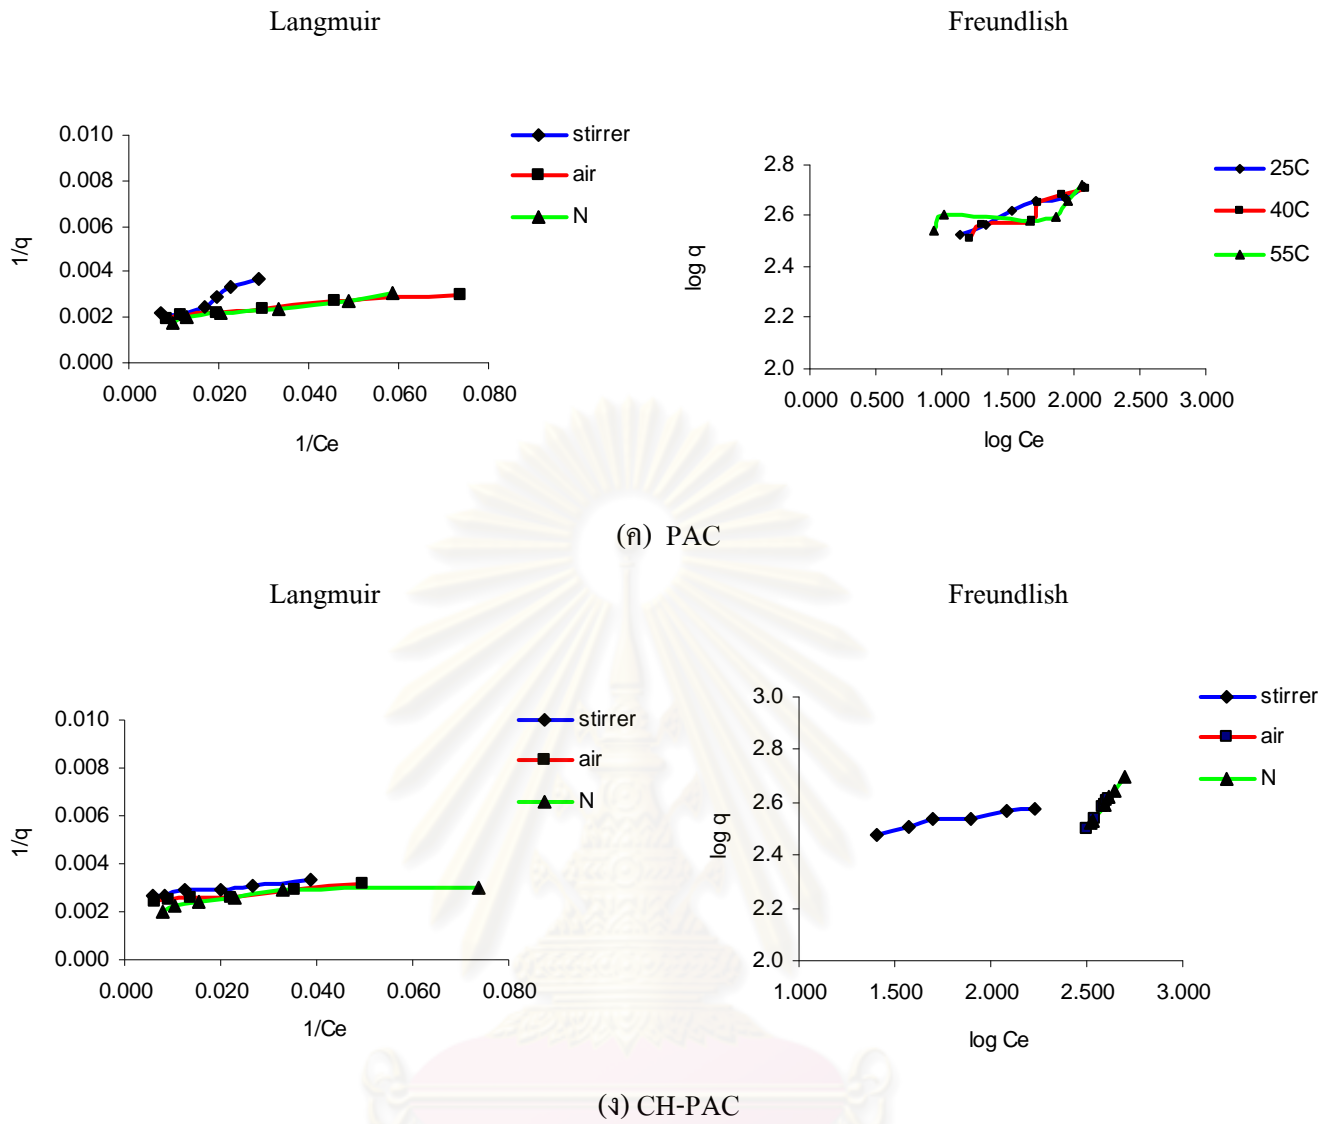 Langmuir
Freundlish
0.010
0.008
0.006
0.004
0.002
0.000
1/q
0.000 0.020 0.040 0.060 0.080
1/Ce
stirrer
air
N
2.8
2.6
2.4
2.2
2.0
log q
0.000 0.500 1.000 1.500 2.000 2.500 3.000
log Ce
25C
40C
55C
(ค) PAC
Langmuir
Freundlish
0.010
0.008
0.006
0.004
0.002
0.000
1/q
0.000 0.020 0.040 0.060 0.080
1/Ce
stirrer
air
N
3.0
2.8
2.6
2.4
2.2
2.0
log q
1.000 1.500 2.000 2.500 3.000
log Ce
stirrer
air
N
(ง) CH-PAC